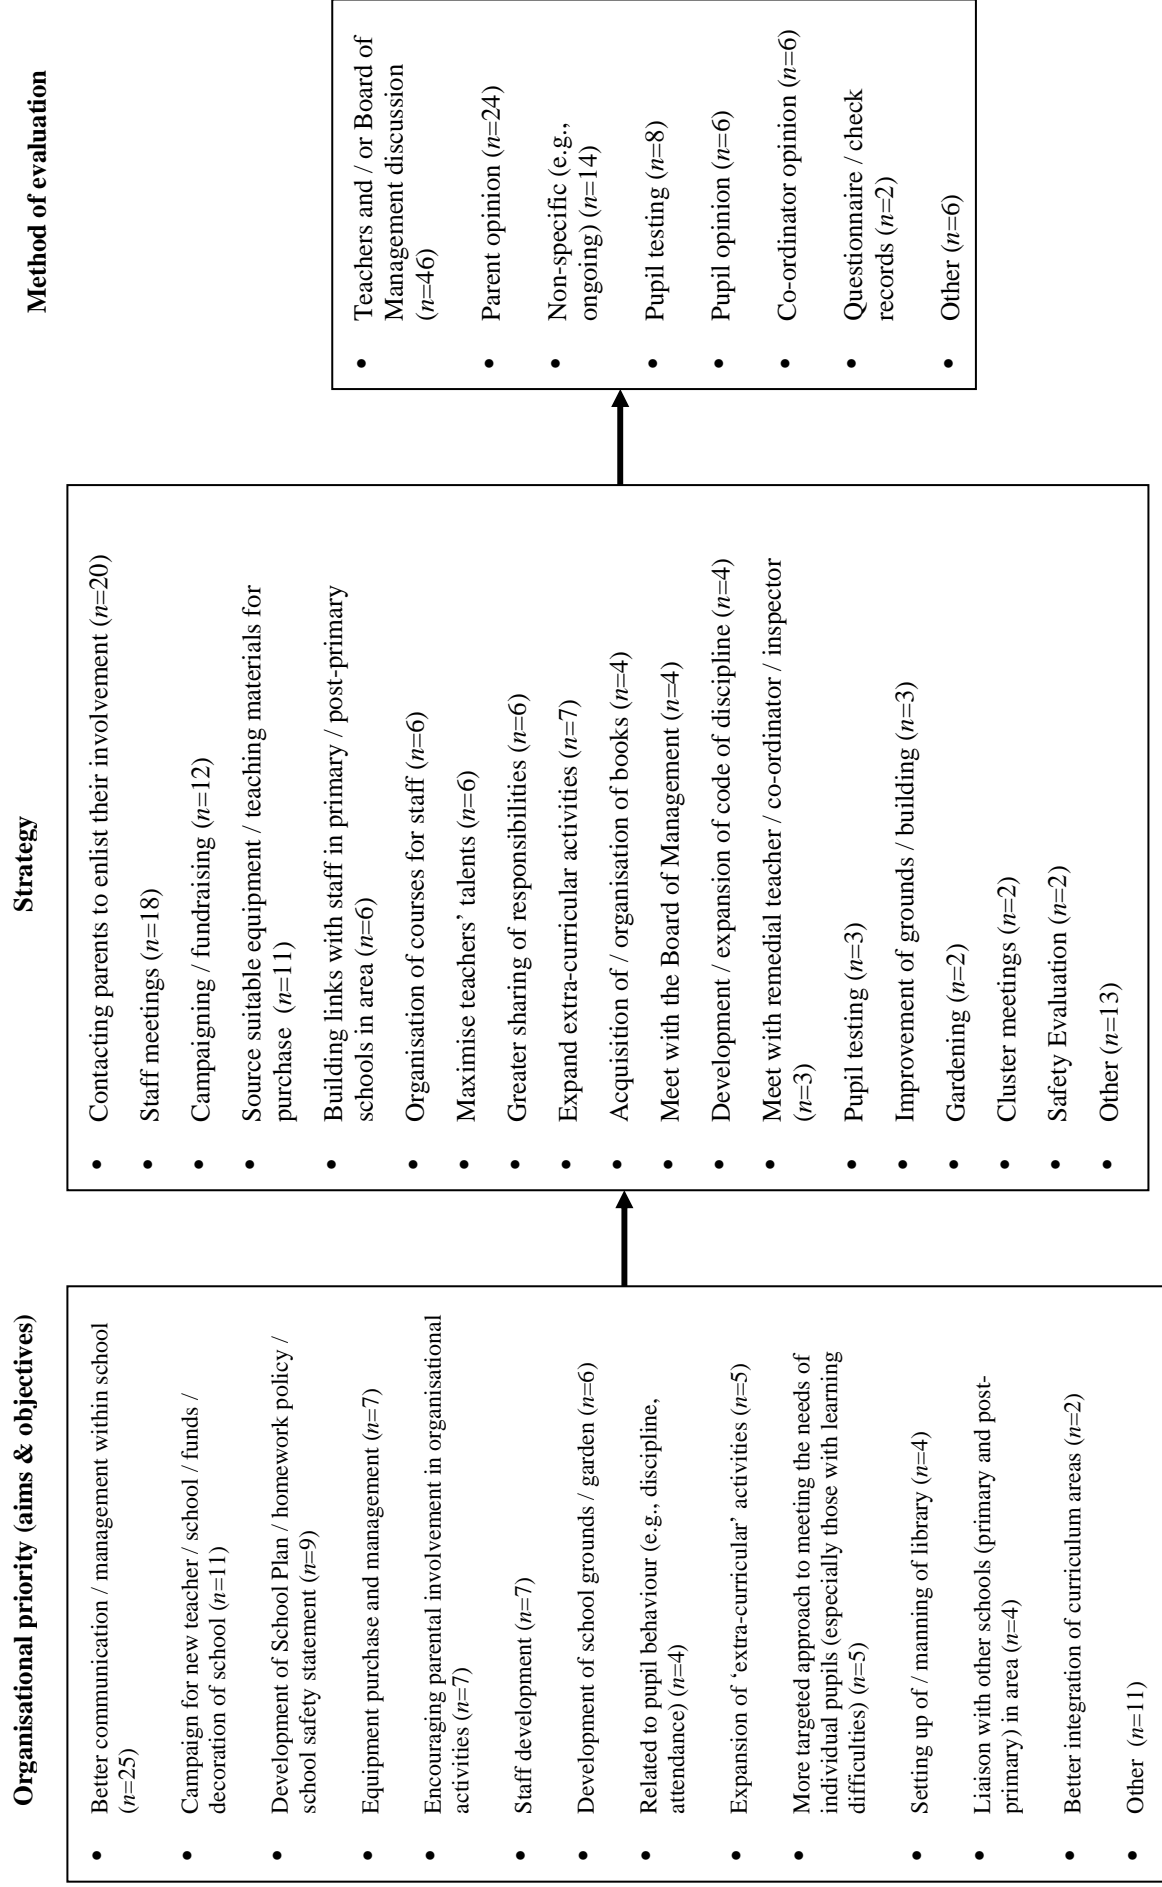 Organisational priority (aims & objectives)
• Better communication / management within school
(n=25)
• Campaign for new teacher / school / funds /
decoration of school (n=11)
• Development of School Plan / homework policy /
school safety statement (n=9)
• Equipment purchase and management (n=7)
• Encouraging parental involvement in organisational
activities (n=7)
• Staff development (n=7)
• Development of school grounds / garden (n=6)
• Related to pupil behaviour (e.g., discipline,
attendance) (n=4)
• Expansion of ‘extra-curricular’ activities (n=5)
• More targeted approach to meeting the needs of
individual pupils (especially those with learning
difficulties) (n=5)
• Setting up of / manning of library (n=4)
• Liaison with other schools (primary and post-
primary) in area (n=4)
• Better integration of curriculum areas (n=2)
• Other (n=11)
Strategy
• Contacting parents to enlist their involvement (n=20)
• Staff meetings (n=18)
• Campaigning / fundraising (n=12)
• Source suitable equipment / teaching materials for
purchase (n=11)
• Building links with staff in primary / post-primary
schools in area (n=6)
• Organisation of courses for staff (n=6)
• Maximise teachers’ talents (n=6)
• Greater sharing of responsibilities (n=6)
• Expand extra-curricular activities (n=7)
• Acquisition of / organisation of books (n=4)
• Meet with the Board of Management (n=4)
• Development / expansion of code of discipline (n=4)
• Meet with remedial teacher / co-ordinator / inspector
(n=3)
• Pupil testing (n=3)
• Improvement of grounds / building (n=3)
• Gardening (n=2)
• Cluster meetings (n=2)
• Safety Evaluation (n=2)
• Other (n=13)
Method of evaluation
• Teachers and / or Board of
Management discussion
(n=46)
• Parent opinion (n=24)
• Non-specific (e.g.,
ongoing) (n=14)
• Pupil testing (n=8)
• Pupil opinion (n=6)
• Co-ordinator opinion (n=6)
• Questionnaire / check
records (n=2)
• Other (n=6)